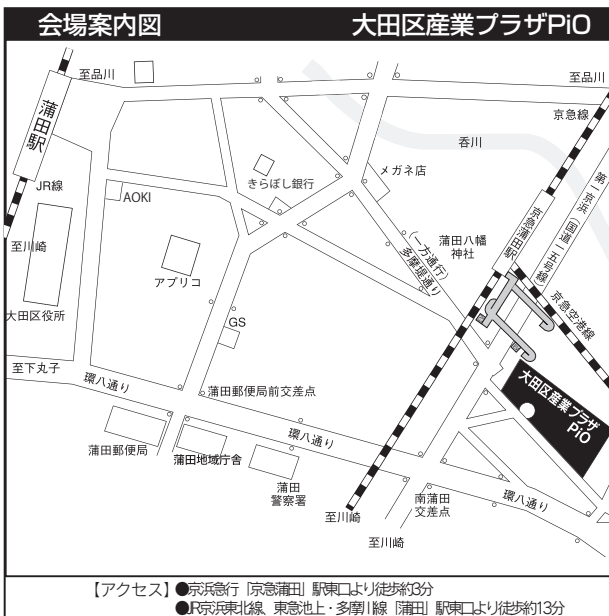 会場案内図 大田区産業プラザPiO
至品川
至品川
蒲田駅
京急線
呑川
メガネ店
きらぼし銀行
第一京浜(国道一五号線)
JR線
AOKI
京急蒲田駅
(一方通行)
多摩堤通り
蒲田八幡
神社
至川崎
アプリコ
京急空港線
大田区役所
GS
至下丸子
環八通り
蒲田郵便局前交差点
大田区産業プラザ
PiO
環八通り
蒲田郵便局
蒲田地域庁舎
蒲田
警察署
南蒲田
交差点
環八通り
至川崎
至川崎
【アクセス】●京浜急行「京急蒲田」駅東口より徒歩約3分
●JR京浜東北線、東急池上・多摩川線「蒲田」駅東口より徒歩約13分